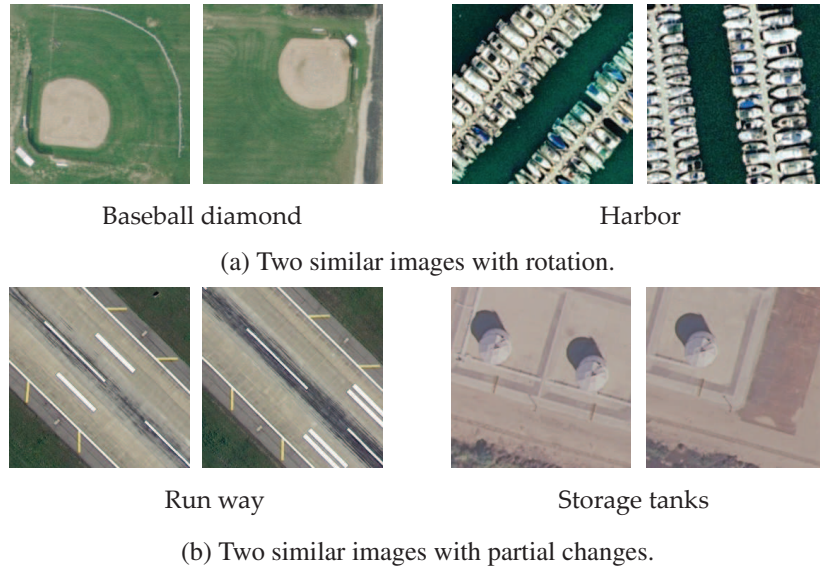 Baseball diamond
Harbor
(a) Two similar images with rotation.
Run way
Storage tanks
(b) Two similar images with partial changes.